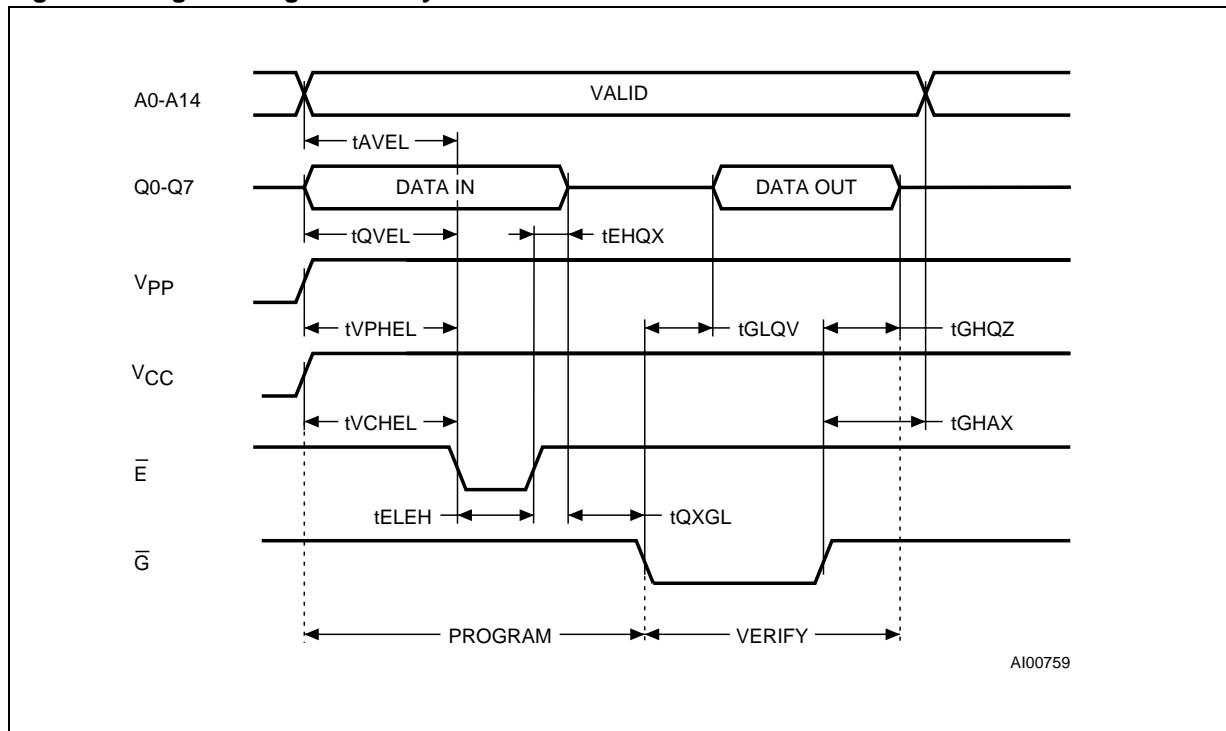 A0-A14
VALID
tAVEL
Q0-Q7
DATA IN
DATA OUT
tQVEL
tEHQX
VPP
tVPHEL
tGLQV
tGHQZ
VCC
tVCHEL
tGHAX
E̅
tELEH
tQXGL
G̅
PROGRAM
VERIFY
AI00759